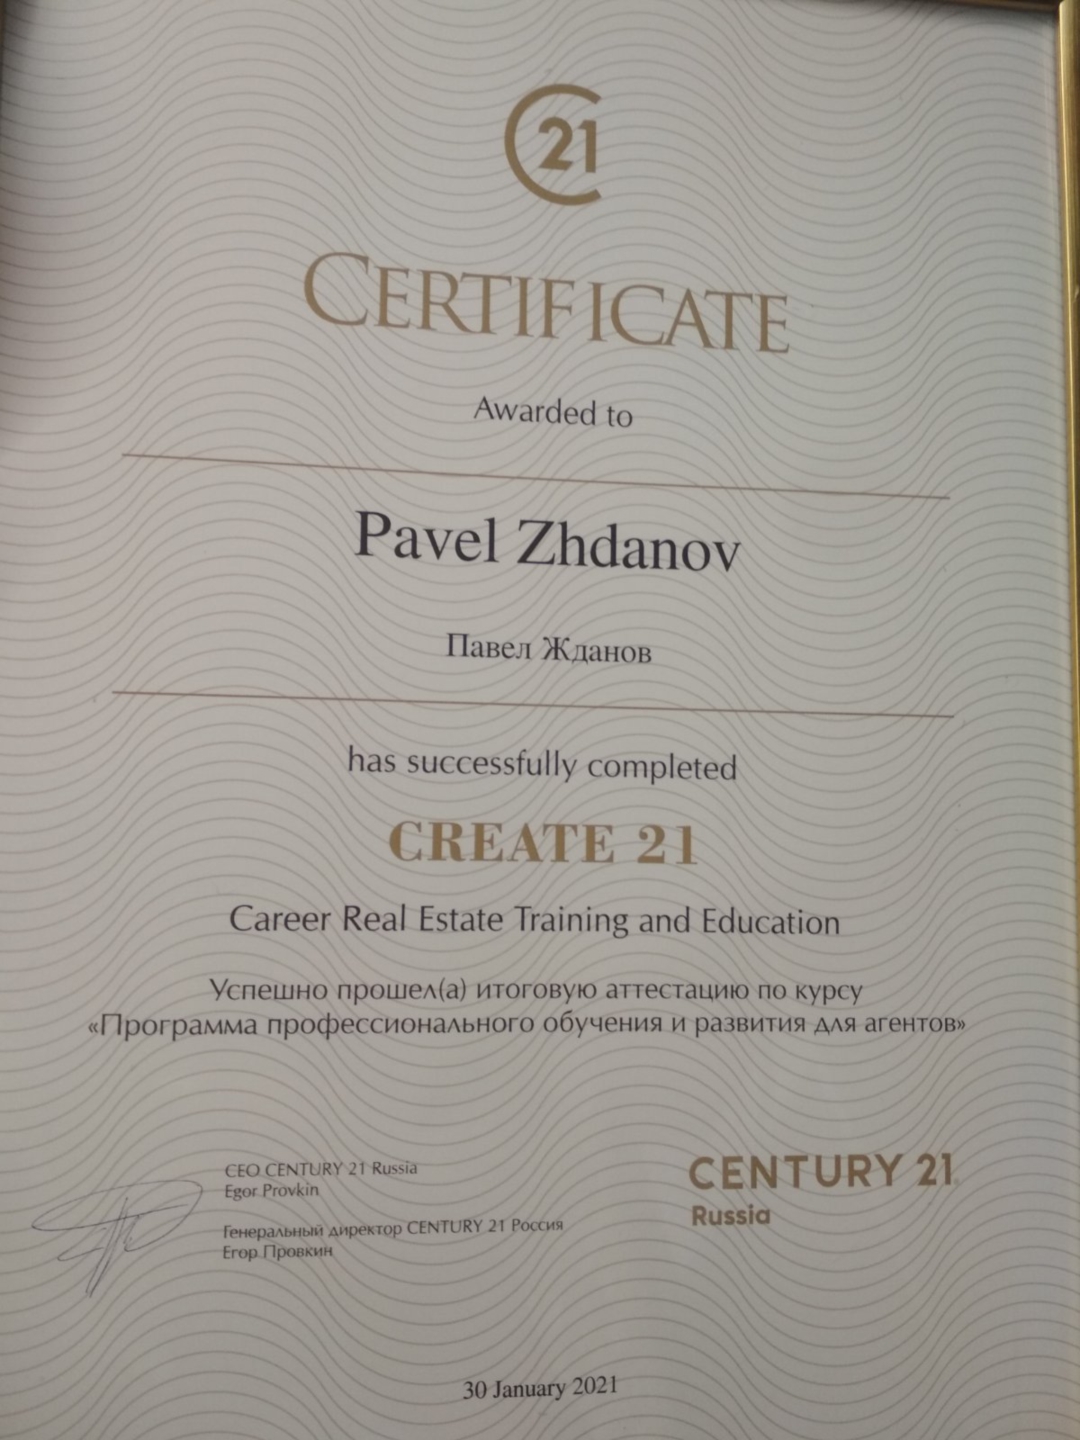 C21
CERTIFICATE
Awarded to
Pavel Zhdanov
Павел Жданов
has successfully completed
CREATE 21
Career Real Estate Training and Education
Успешно прошел(а) итоговую аттестацию по курсу
«Программа профессионального обучения и развития для агентов»
CEO CENTURY 21 Russia
Egor Provkin
Генеральный директор CENTURY 21 Россия
Егор Провкин
CENTURY 21
Russia
30 January 2021